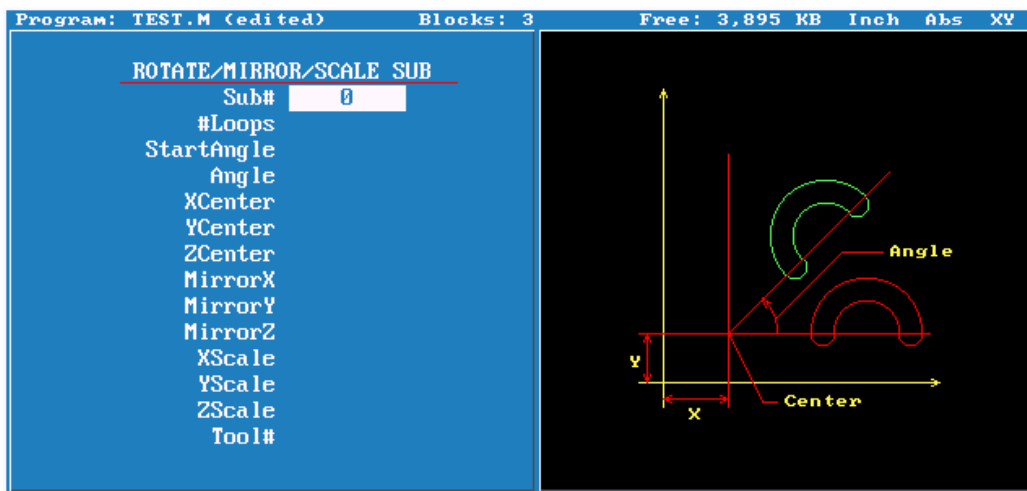 Program: TEST.M (edited) Blocks: 3 Free: 3,895 KB Inch Abs XY
ROTATE/MIRROR/SCALE SUB
Sub# 0
#Loops
StartAngle
Angle
XCenter
YCenter
ZCenter
MirrorX
MirrorY
MirrorZ
XScale
YScale
ZScale
Tool#
Angle
Y
X
Center